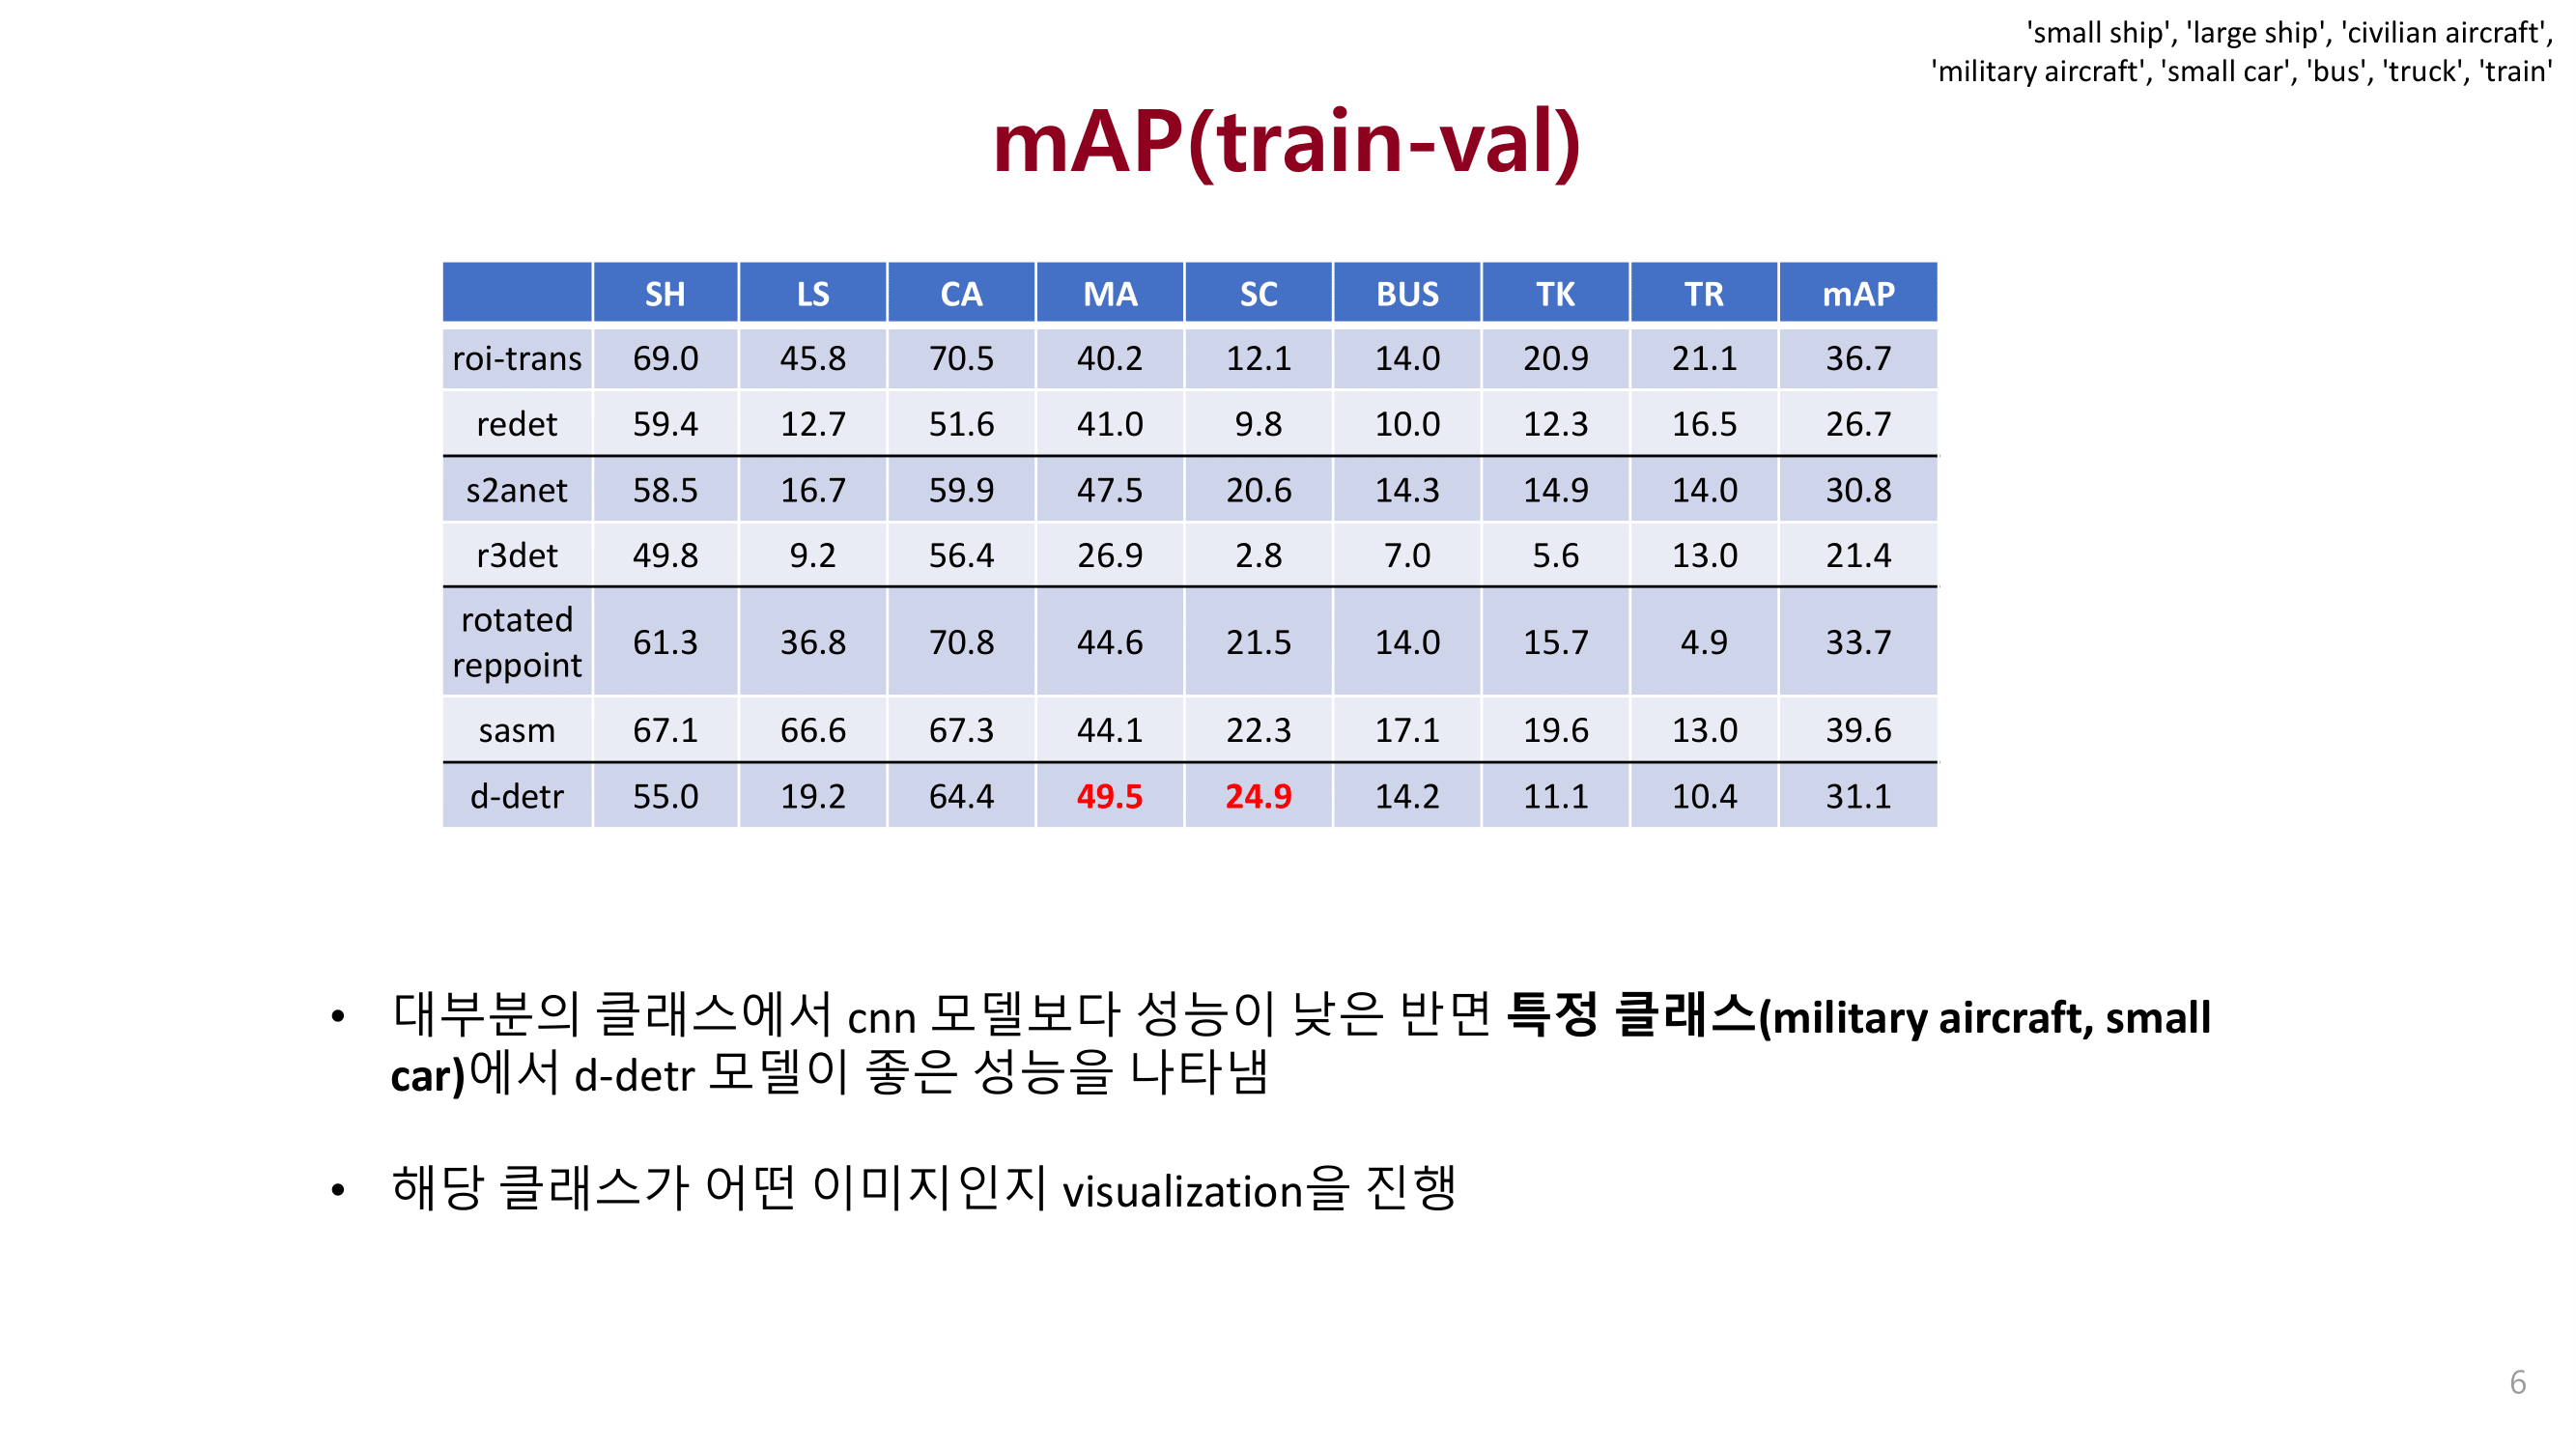 'small ship', 'large ship', 'civilian aircraft',
'military aircraft', 'small car', 'bus', 'truck', 'train'
mAP(train-val)
SH LS CA MA SC BUS TK TR mAP
roi-trans 69.0 45.8 70.5 40.2 12.1 14.0 20.9 21.1 36.7
redet 59.4 12.7 51.6 41.0 9.8 10.0 12.3 16.5 26.7
s2anet 58.5 16.7 59.9 47.5 20.6 14.3 14.9 14.0 30.8
r3det 49.8 9.2 56.4 26.9 2.8 7.0 5.6 13.0 21.4
rotated
reppoint 61.3 36.8 70.8 44.6 21.5 14.0 15.7 4.9 33.7
sasm 67.1 66.6 67.3 44.1 22.3 17.1 19.6 13.0 39.6
d-detr 55.0 19.2 64.4 49.5 24.9 14.2 11.1 10.4 31.1
• 대부분의 클래스에서 cnn 모델보다 성능이 낮은 반면 특정 클래스(military aircraft, small
car)에서 d-detr 모델이 좋은 성능을 나타냄
• 해당 클래스가 어떤 이미지인지 visualization을 진행
6